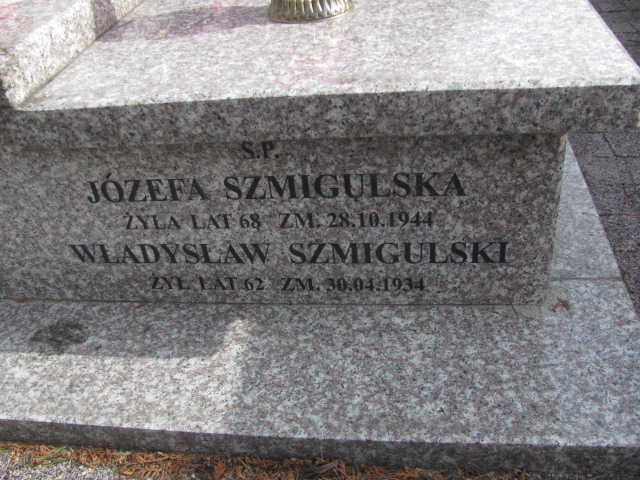 Ś.P.
JÓZEFA SZMIGULSKA
ŻYŁA LAT 68 ZM. 28.10.1944
WŁADYSŁAW SZMIGULSKI
ŻYŁ LAT 62 ZM. 30.04.1934